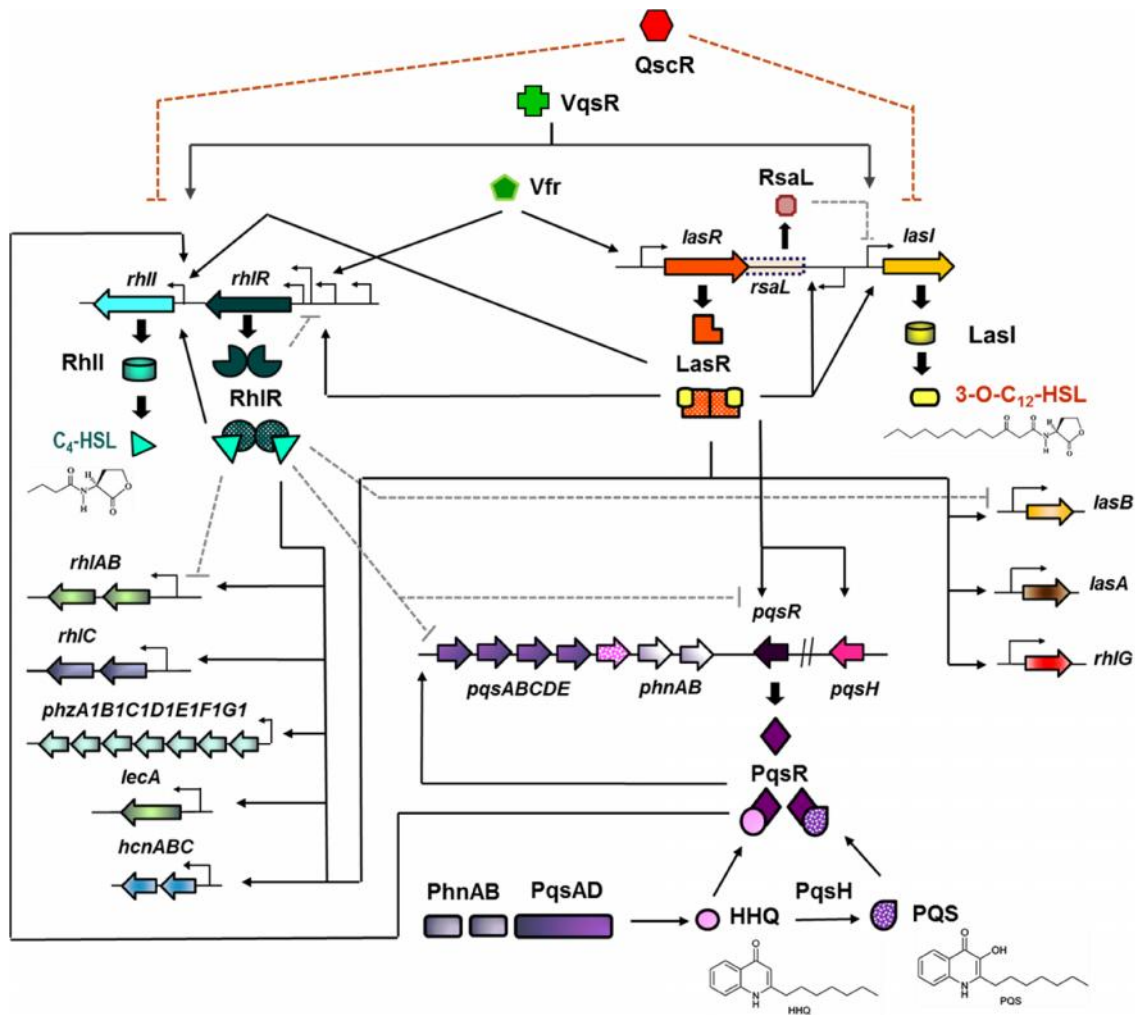 QscR
VqsR
Vfr
RsaL
lasR
lasI
rsaL
rhlI
rhlR
RhlI
RhlR
LasR
LasI
C4-HSL
3-O-C12-HSL
O
H
N
H
O
O
O
O
H
N
H
O
O
lasB
rhlAB
lasA
rhlC
pqsR
rhlG
pqsABCDE
phnAB
pqsH
phzA1B1C1D1E1F1G1
lecA
PqsR
hcnABC
PhnAB
PqsAD
PqsH
HHQ
PQS
O
N
H
HHQ
O
OH
N
H
PQS